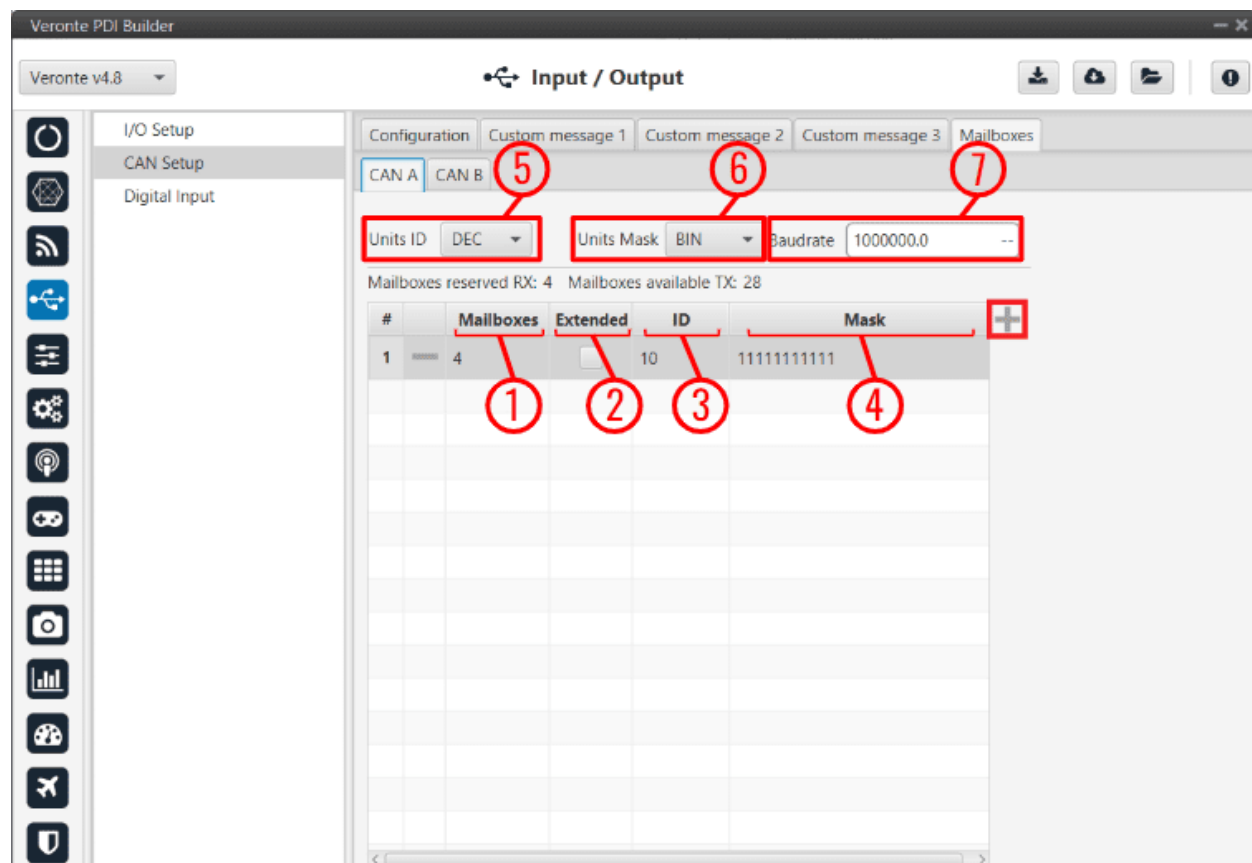 Veronte PDI Builder
Veronte v4.8
Input / Output
I/O Setup
CAN Setup
Digital Input
Configuration Custom message 1 Custom message 2 Custom message 3 Mailboxes
CAN A CAN B
5 6 7
Units ID DEC Units Mask BIN Baudrate 1000000.0 --
Mailboxes reserved RX: 4 Mailboxes available TX: 28
# Mailboxes Extended ID Mask
1 4 10 11111111111
1 2 3 4